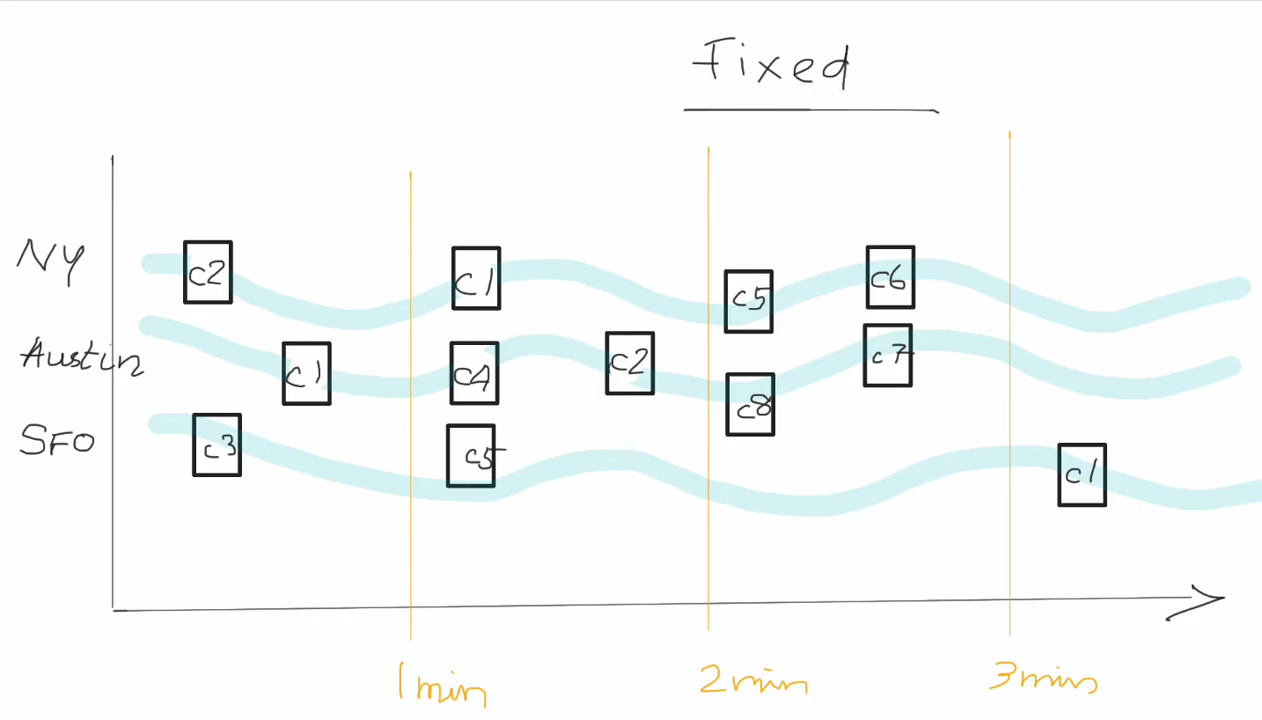 Fixed
NY
c2
c1
c5
c6
Austin
c1
c4
c2
c8
c7
SFO
c3
c5
c1
1min
2min
3mins